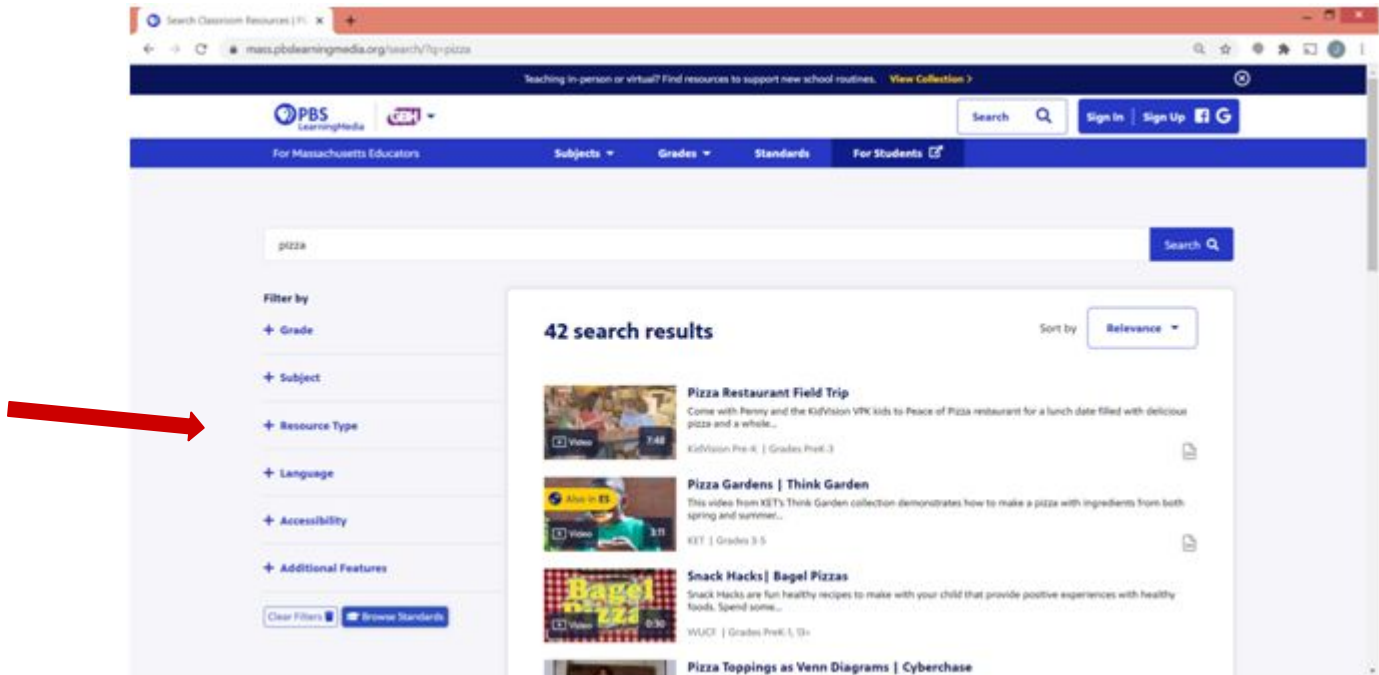 Search Classroom Resources | P
mass.pbslearningmedia.org/search/?q=pizza
Teaching in-person or virtual? Find resources to support new school routines. View Collection >
PBS
LearningMedia
GBH
Search
Sign In | Sign Up
For Massachusetts Educators
Subjects
Grades
Standards
For Students
pizza
Search
Filter by
+ Grade
+ Subject
+ Resource Type
+ Language
+ Accessibility
+ Additional Features
Clear Filters
Browse Standards
42 search results
Sort by
Relevance
Video
7:48
Pizza Restaurant Field Trip
Come with Penny and the KidVision VPK kids to Peace of Pizza restaurant for a lunch date filled with delicious
pizza and a whole...
KidVision Pre-K | Grades PreK-3
Also in ES
Video
3:11
Pizza Gardens | Think Garden
This video from KET's Think Garden collection demonstrates how to make a pizza with ingredients from both
spring and summer...
KET | Grades 3-5
Bagel
Pizza
Video
0:30
Snack Hacks| Bagel Pizzas
Snack Hacks are fun healthy recipes to make with your child that provide positive experiences with healthy
foods. Spend some...
WUCF | Grades PreK-1, 13+
Pizza Toppings as Venn Diagrams | Cyberchase